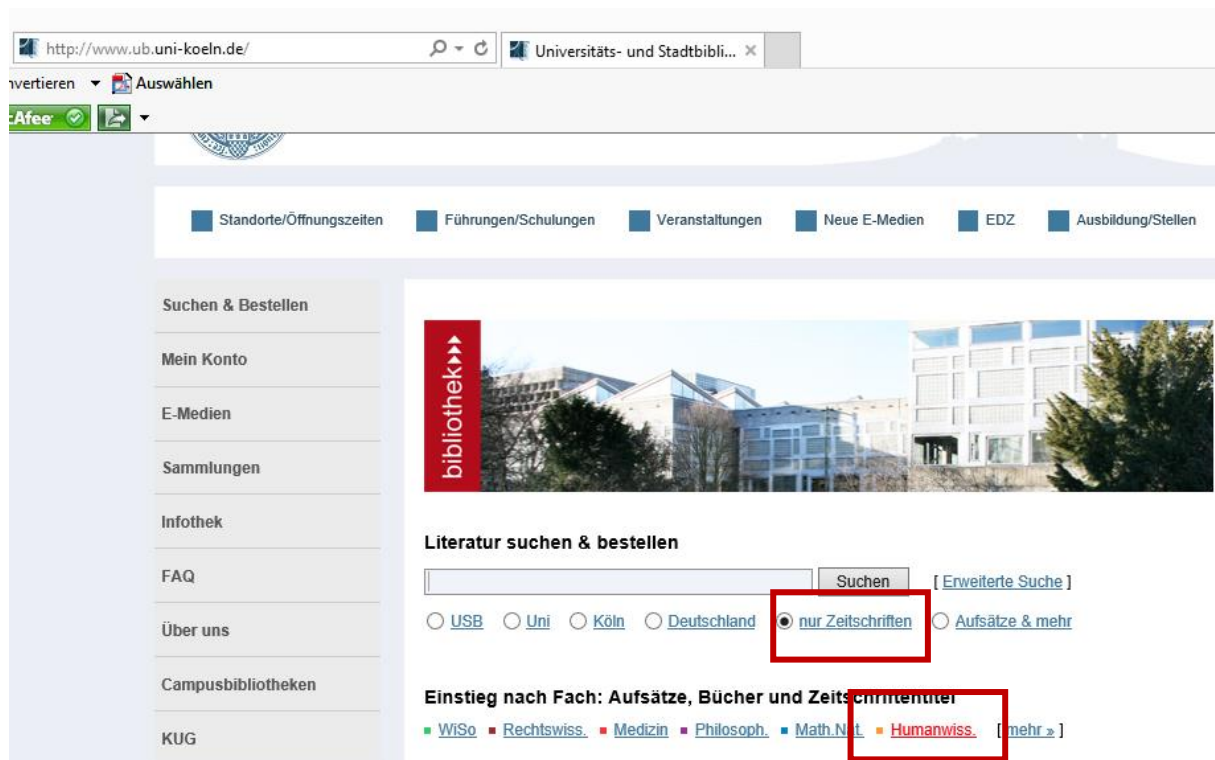 http://www.ub.uni-koeln.de/
Universitäts- und Stadtbibli...
nvertieren Auswählen
cAfee
Standorte/Öffnungszeiten Führungen/Schulungen Veranstaltungen Neue E-Medien EDZ Ausbildung/Stellen
Suchen & Bestellen
Mein Konto
E-Medien
Sammlungen
Infothek
FAQ
Über uns
Campusbibliotheken
KUG
bibliothek
Literatur suchen & bestellen
Suchen [ Erweiterte Suche ]
USB Uni Köln Deutschland nur Zeitschriften Aufsätze & mehr
Einstieg nach Fach: Aufsätze, Bücher und Zeitschriftentitel
WiSo Rechtswiss. Medizin Philosoph. Math.Nat. Humanwiss. [ mehr » ]